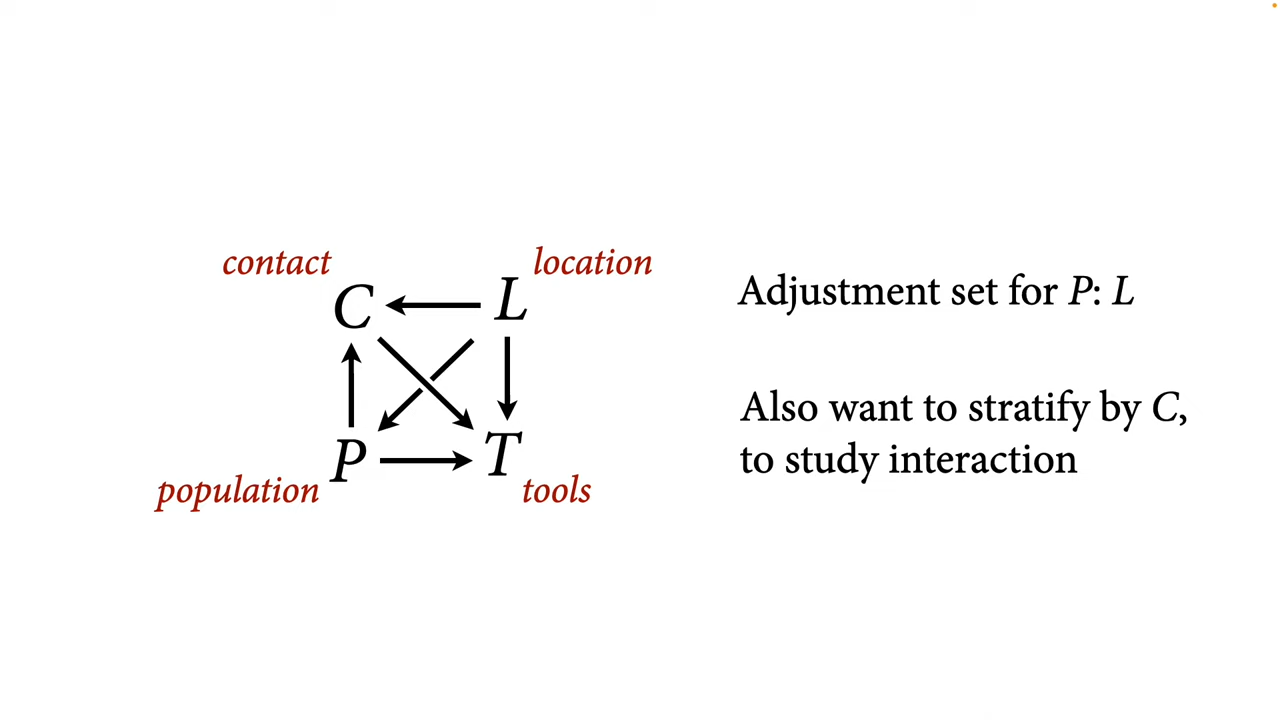 contact
location
C
L
P
T
population
tools
Adjustment set for P: L
Also want to stratify by C,
to study interaction